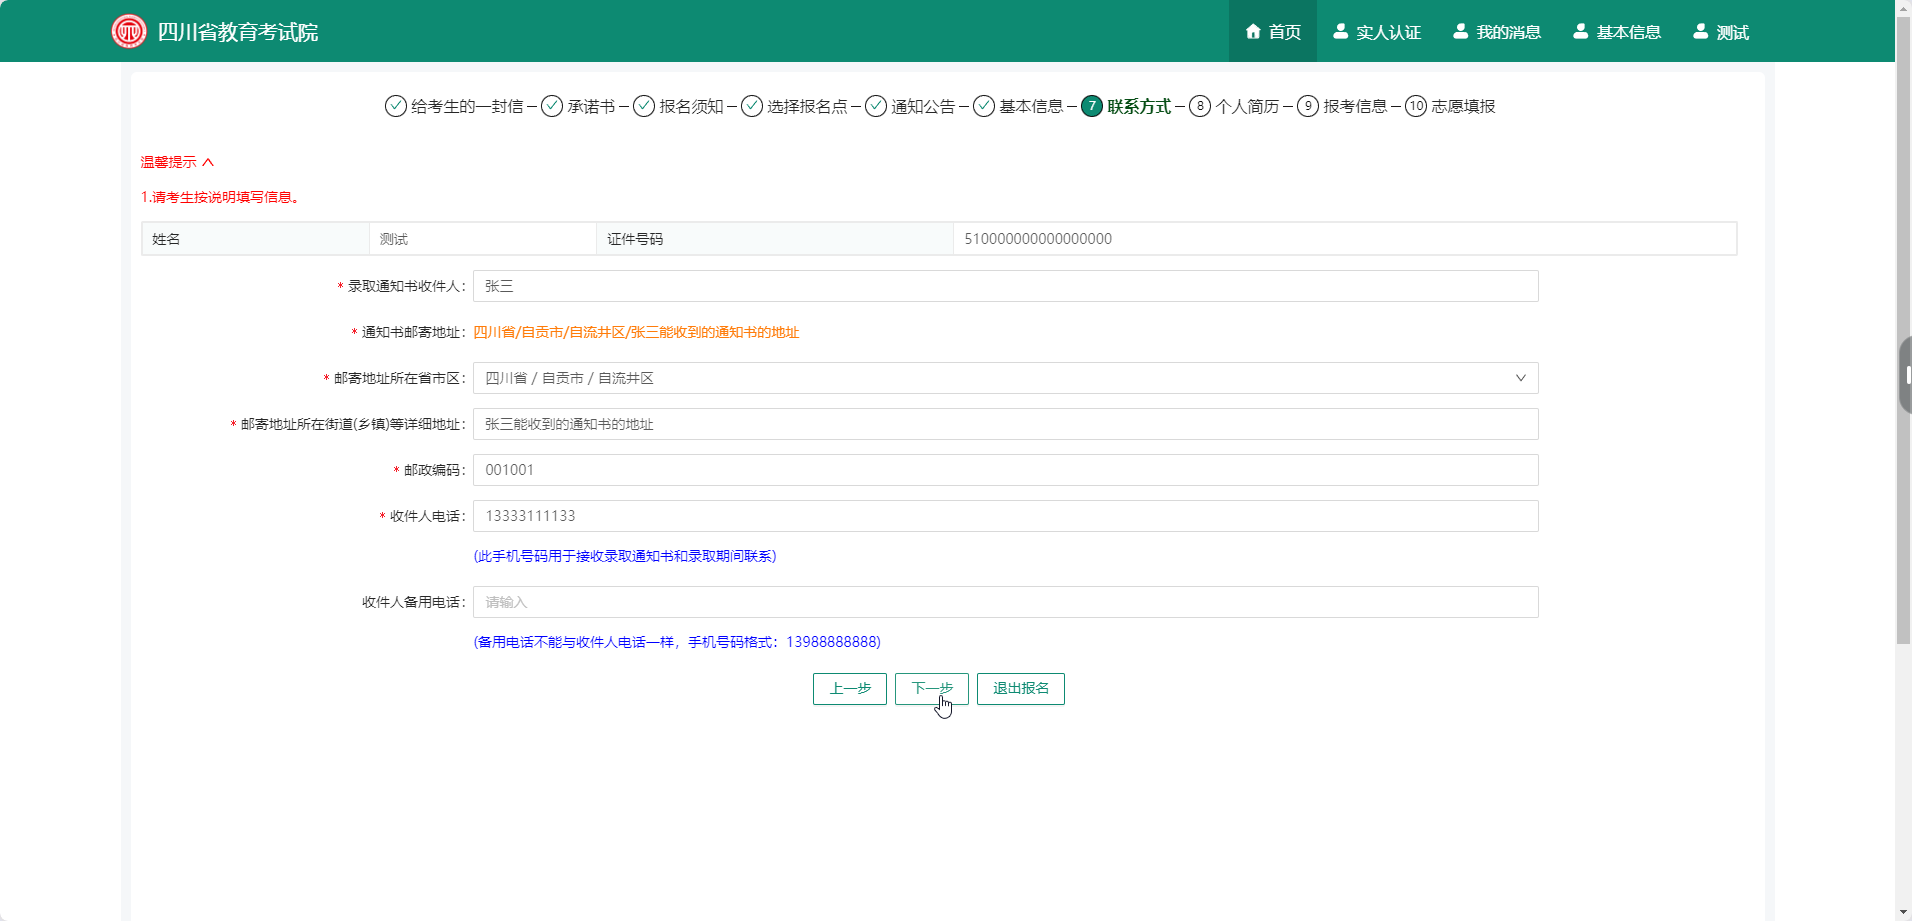 四川省教育考试院 首页 实人认证 我的消息 基本信息 测试
给考生的一封信 承诺书 报名须知 选择报名点 通知公告 基本信息 7 联系方式 8 个人简历 9 报考信息 10 志愿填报
温馨提示
1.请考生按说明填写信息。
姓名 测试 证件号码 510000000000000000
* 录取通知书收件人: 张三
* 通知书邮寄地址: 四川省/自贡市/自流井区/张三能收到的通知书的地址
* 邮寄地址所在省市区: 四川省 / 自贡市 / 自流井区
* 邮寄地址所在街道(乡镇)等详细地址: 张三能收到的通知书的地址
* 邮政编码: 001001
* 收件人电话: 13333111133
(此手机号码用于接收录取通知书和录取期间联系)
收件人备用电话: 请输入
(备用电话不能与收件人电话一样，手机号码格式：13988888888)
上一步 下一步 退出报名